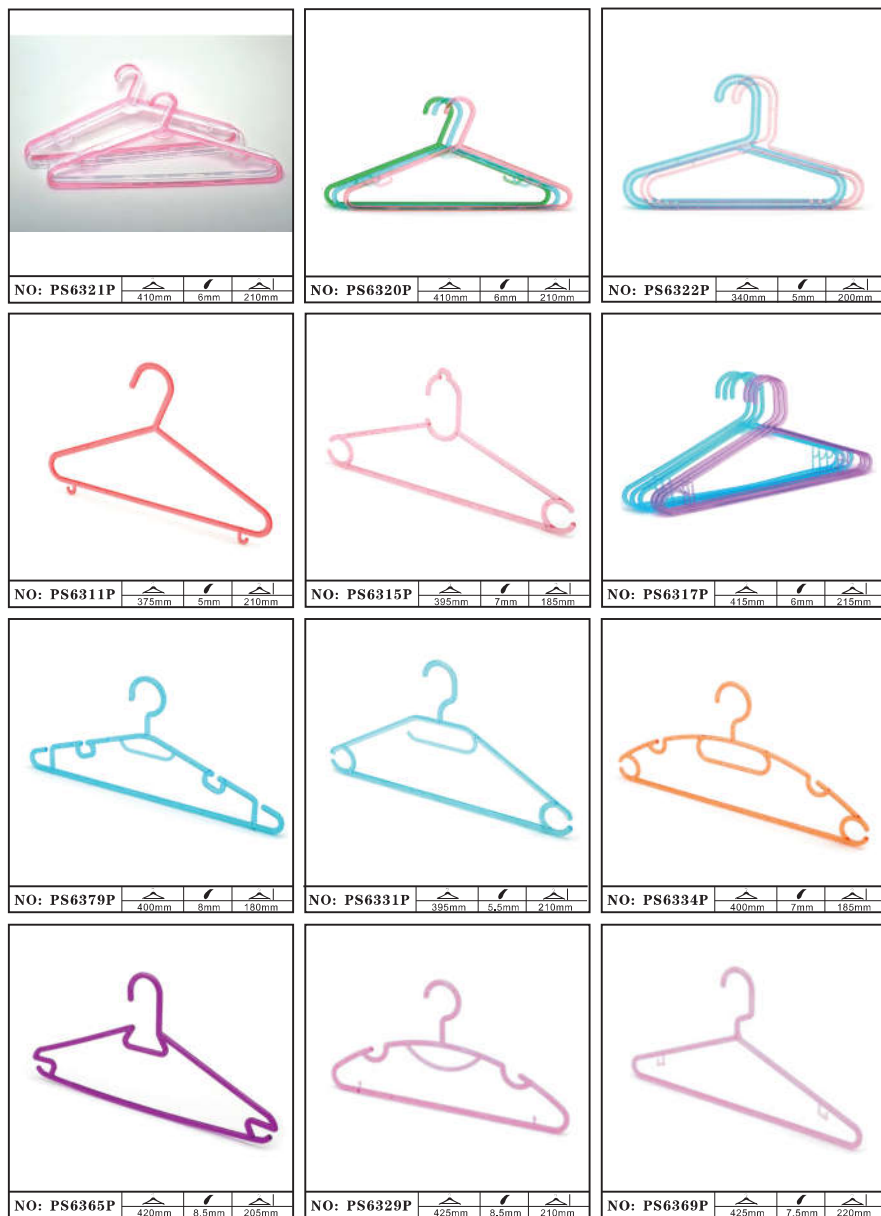 NO: PS6321P 410mm 6mm 210mm
NO: PS6320P 410mm 6mm 210mm
NO: PS6322P 340mm 5mm 200mm
NO: PS6311P 375mm 5mm 210mm
NO: PS6315P 395mm 7mm 185mm
NO: PS6317P 415mm 6mm 215mm
NO: PS6379P 400mm 8mm 180mm
NO: PS6331P 395mm 5.5mm 210mm
NO: PS6334P 400mm 7mm 185mm
NO: PS6365P 420mm 8.5mm 205mm
NO: PS6329P 425mm 8.5mm 210mm
NO: PS6369P 425mm 7.5mm 220mm